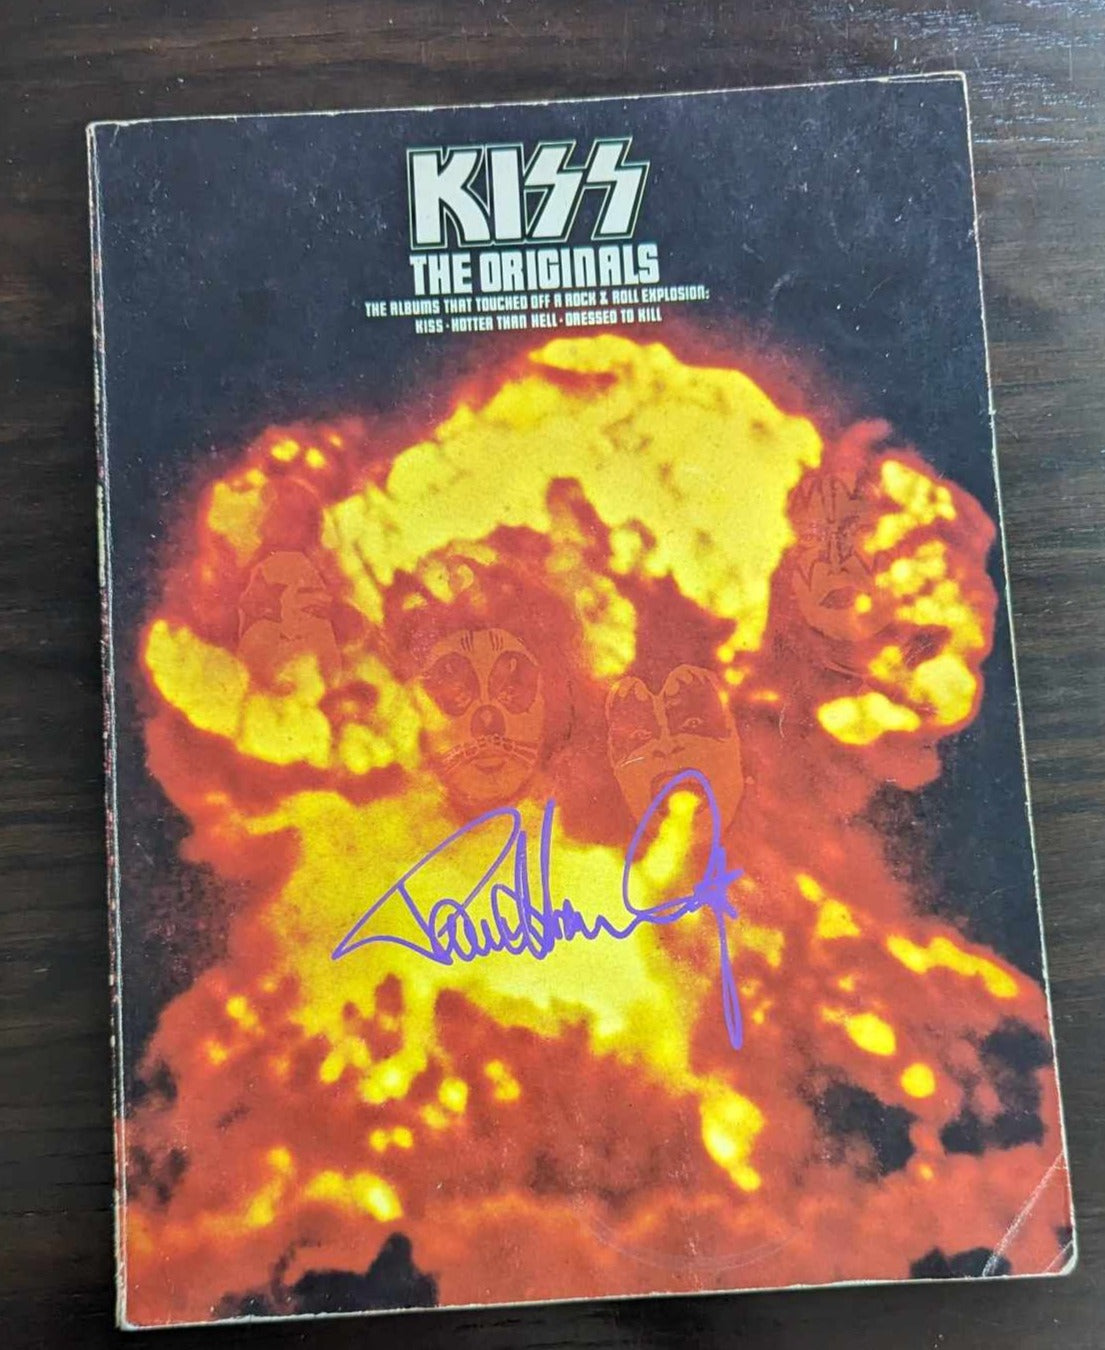 KISS
THE ORIGINALS
THE ALBUMS THAT TOUCHED OFF A ROCK & ROLL EXPLOSION:
KISS · HOTTER THAN HELL · DRESSED TO KILL